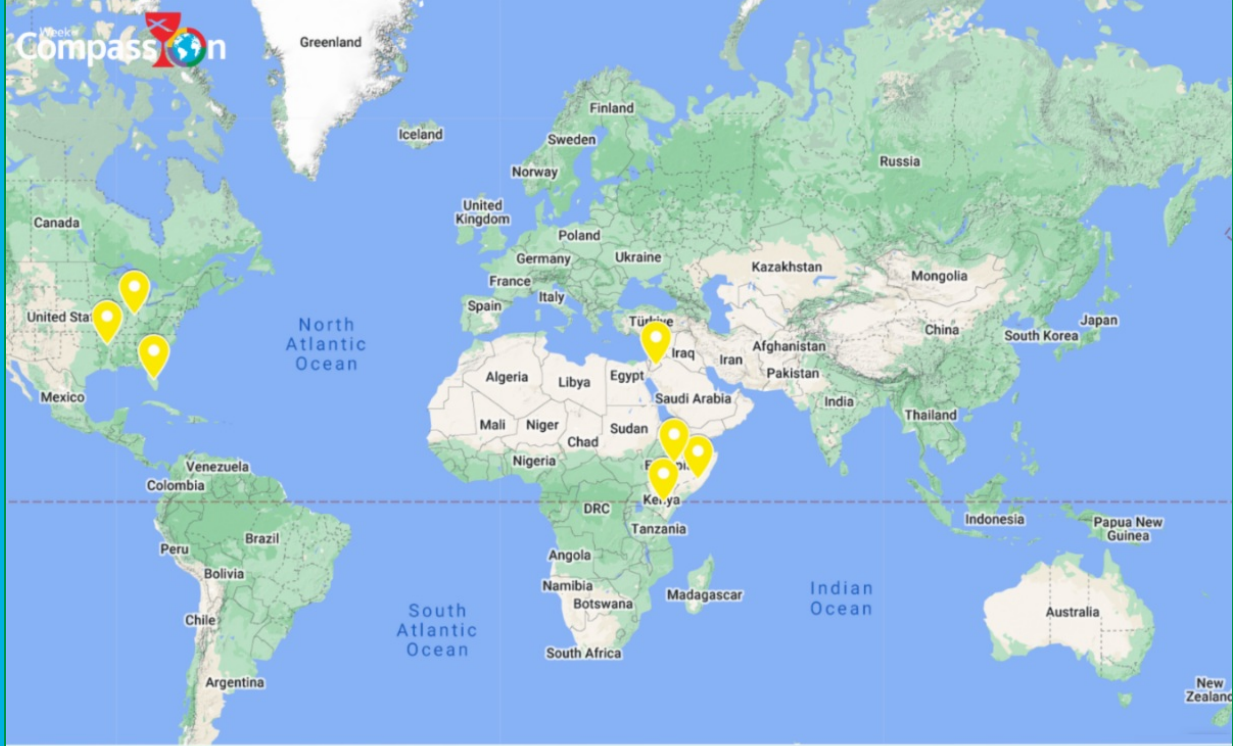 Week of
Compassion
Greenland
Iceland
Finland
Sweden
Norway
Russia
United
Kingdom
Canada
Poland
Germany
Ukraine
France
Kazakhstan
Mongolia
Italy
Spain
United Sta
North
Atlantic
Ocean
Türkiye
Japan
China
South Korea
Afghanistan
Iraq
Iran
Pakistan
Algeria
Libya
Egypt
Mexico
Saudi Arabia
India
Thailand
Mali
Niger
Sudan
Chad
Nigeria
Venezuela
Colombia
Kenya
DRC
Indonesia
Papua New
Guinea
Tanzania
Brazil
Peru
Angola
Bolivia
Namibia
Madagascar
Botswana
Indian
Ocean
South
Atlantic
Ocean
Chile
Australia
South Africa
Argentina
New
Zealand